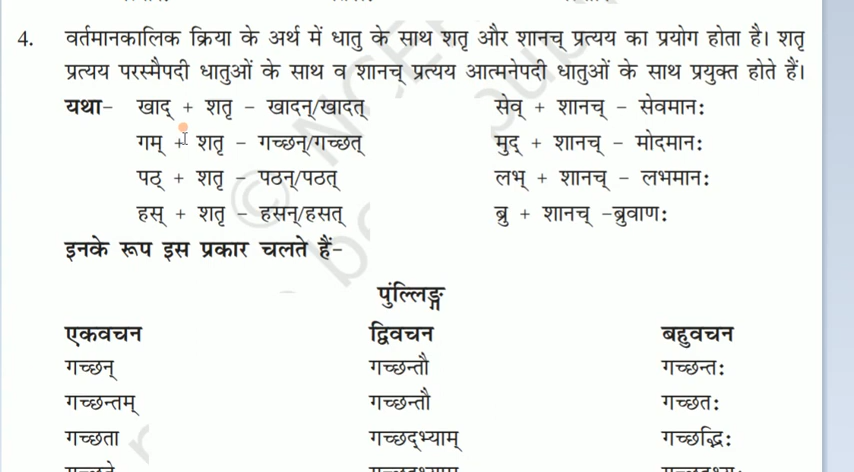 4. वर्तमानकालिक क्रिया के अर्थ में धातु के साथ शतृ और शानच् प्रत्यय का प्रयोग होता है। शतृ
प्रत्यय परस्मैपदी धातुओं के साथ व शानच् प्रत्यय आत्मनेपदी धातुओं के साथ प्रयुक्त होते हैं।
यथा– खाद् + शतृ – खादन्/खादत् सेव् + शानच् – सेवमान:
गम् + शतृ – गच्छन्/गच्छत् मुद् + शानच् – मोदमान:
पठ् + शतृ – पठन्/पठत् लभ् + शानच् – लभमान:
हस् + शतृ – हसन्/हसत् ब्रु + शानच् –ब्रुवाण:
इनके रूप इस प्रकार चलते हैं–
पुंल्लिङ्ग
एकवचन द्विवचन बहुवचन
गच्छन् गच्छन्तौ गच्छन्त:
गच्छन्तम् गच्छन्तौ गच्छत:
गच्छता गच्छद्भ्याम् गच्छद्भि: